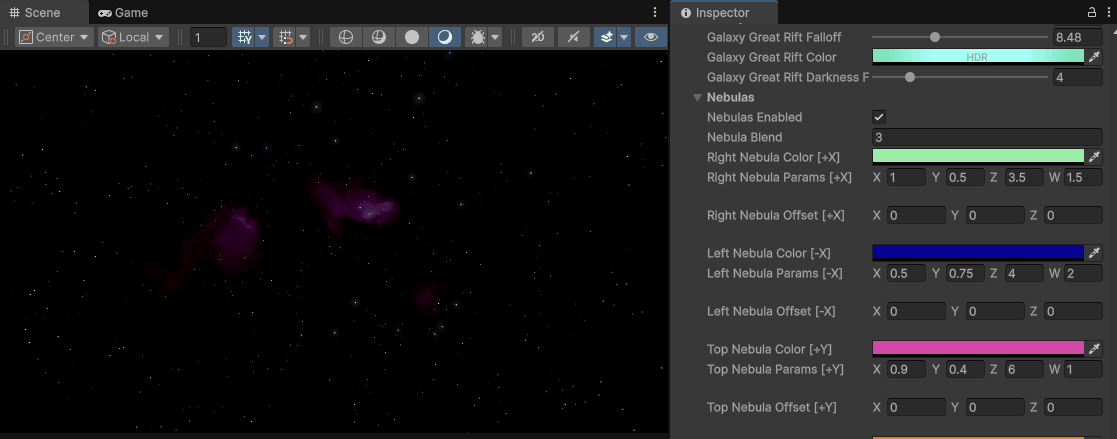 Scene Game
Center Local 1 2D
Inspector
Galaxy Great Rift Falloff 8.48
Galaxy Great Rift Color HDR
Galaxy Great Rift Darkness F 4
Nebulas
Nebulas Enabled
Nebula Blend 3
Right Nebula Color [+X]
Right Nebula Params [+X] X 1 Y 0.5 Z 3.5 W 1.5
Right Nebula Offset [+X] X 0 Y 0 Z 0
Left Nebula Color [-X]
Left Nebula Params [-X] X 0.5 Y 0.75 Z 4 W 2
Left Nebula Offset [-X] X 0 Y 0 Z 0
Top Nebula Color [+Y]
Top Nebula Params [+Y] X 0.9 Y 0.4 Z 6 W 1
Top Nebula Offset [+Y] X 0 Y 0 Z 0